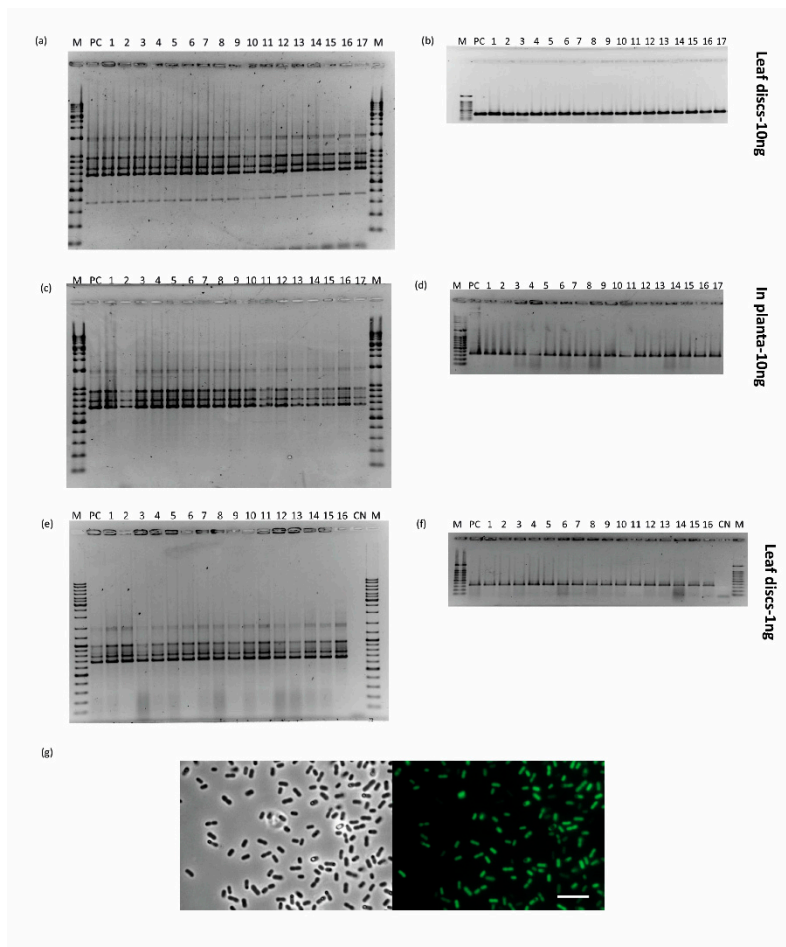 (a)
M PC 1 2 3 4 5 6 7 8 9 10 11 12 13 14 15 16 17 M
(b)
M PC 1 2 3 4 5 6 7 8 9 10 11 12 13 14 15 16 17
Leaf discs-10ng
(c)
M PC 1 2 3 4 5 6 7 8 9 10 11 12 13 14 15 16 17 M
(d)
M PC 1 2 3 4 5 6 7 8 9 10 11 12 13 14 15 16 17
In planta-10ng
(e)
M PC 1 2 3 4 5 6 7 8 9 10 11 12 13 14 15 16 CN M
(f)
M PC 1 2 3 4 5 6 7 8 9 10 11 12 13 14 15 16 CN M
Leaf discs-1ng
(g)